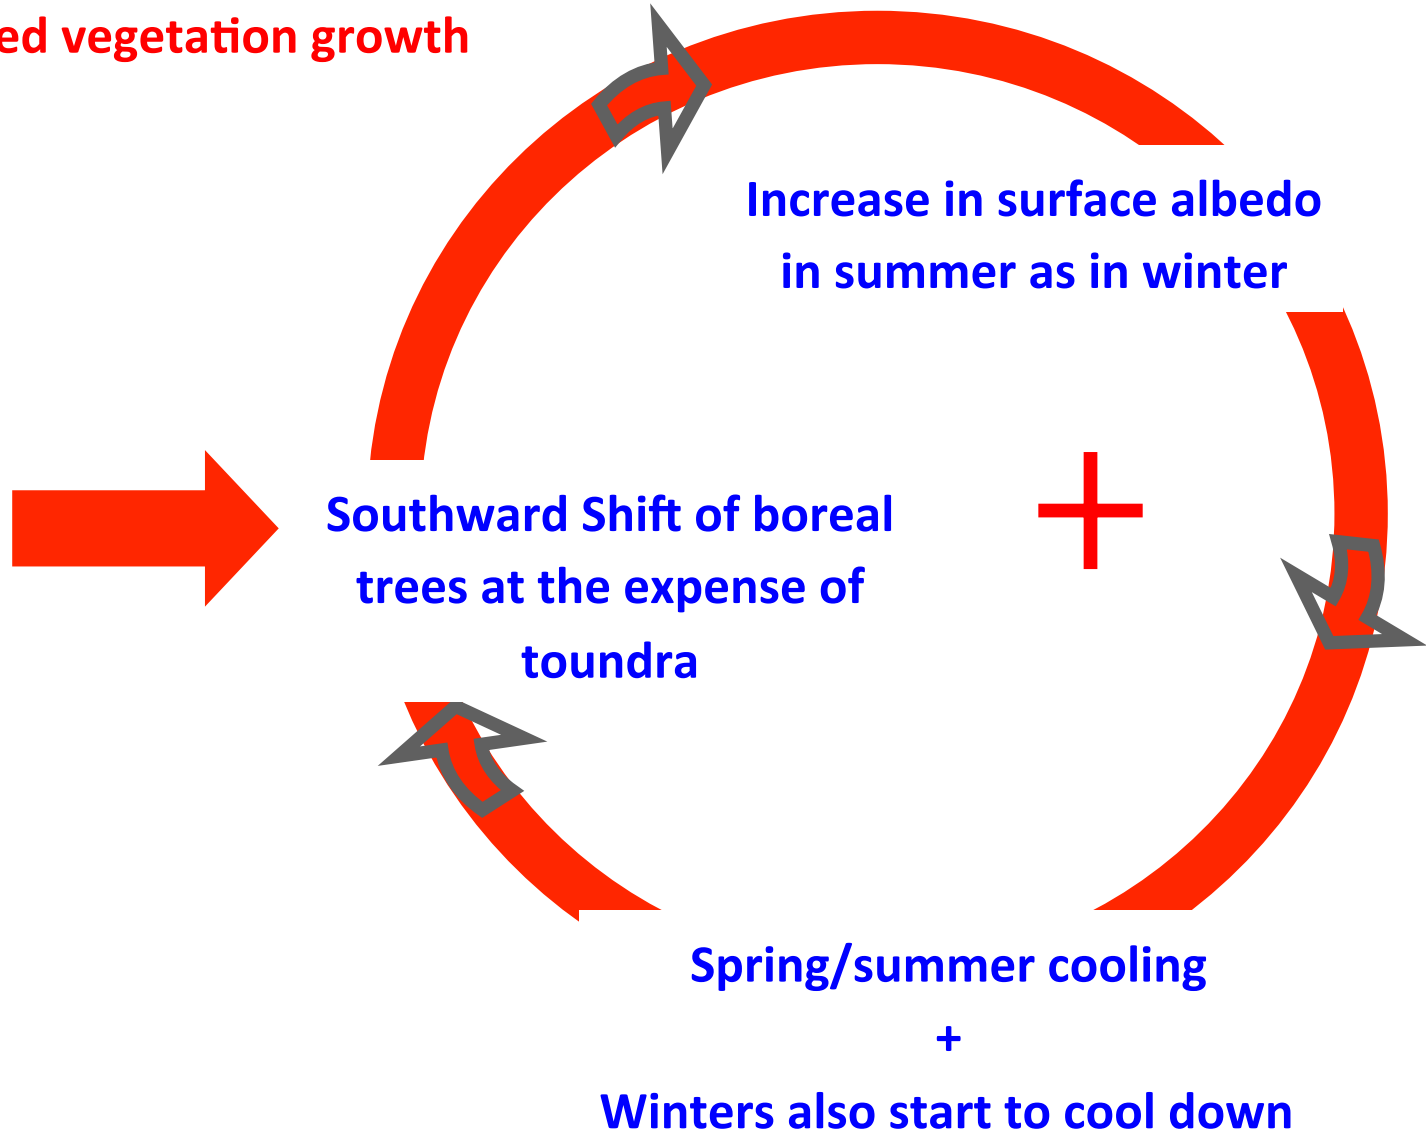 ed vegetation growth
Increase in surface albedo
in summer as in winter
Southward Shift of boreal
trees at the expense of
toundra
+
Spring/summer cooling
+
Winters also start to cool down